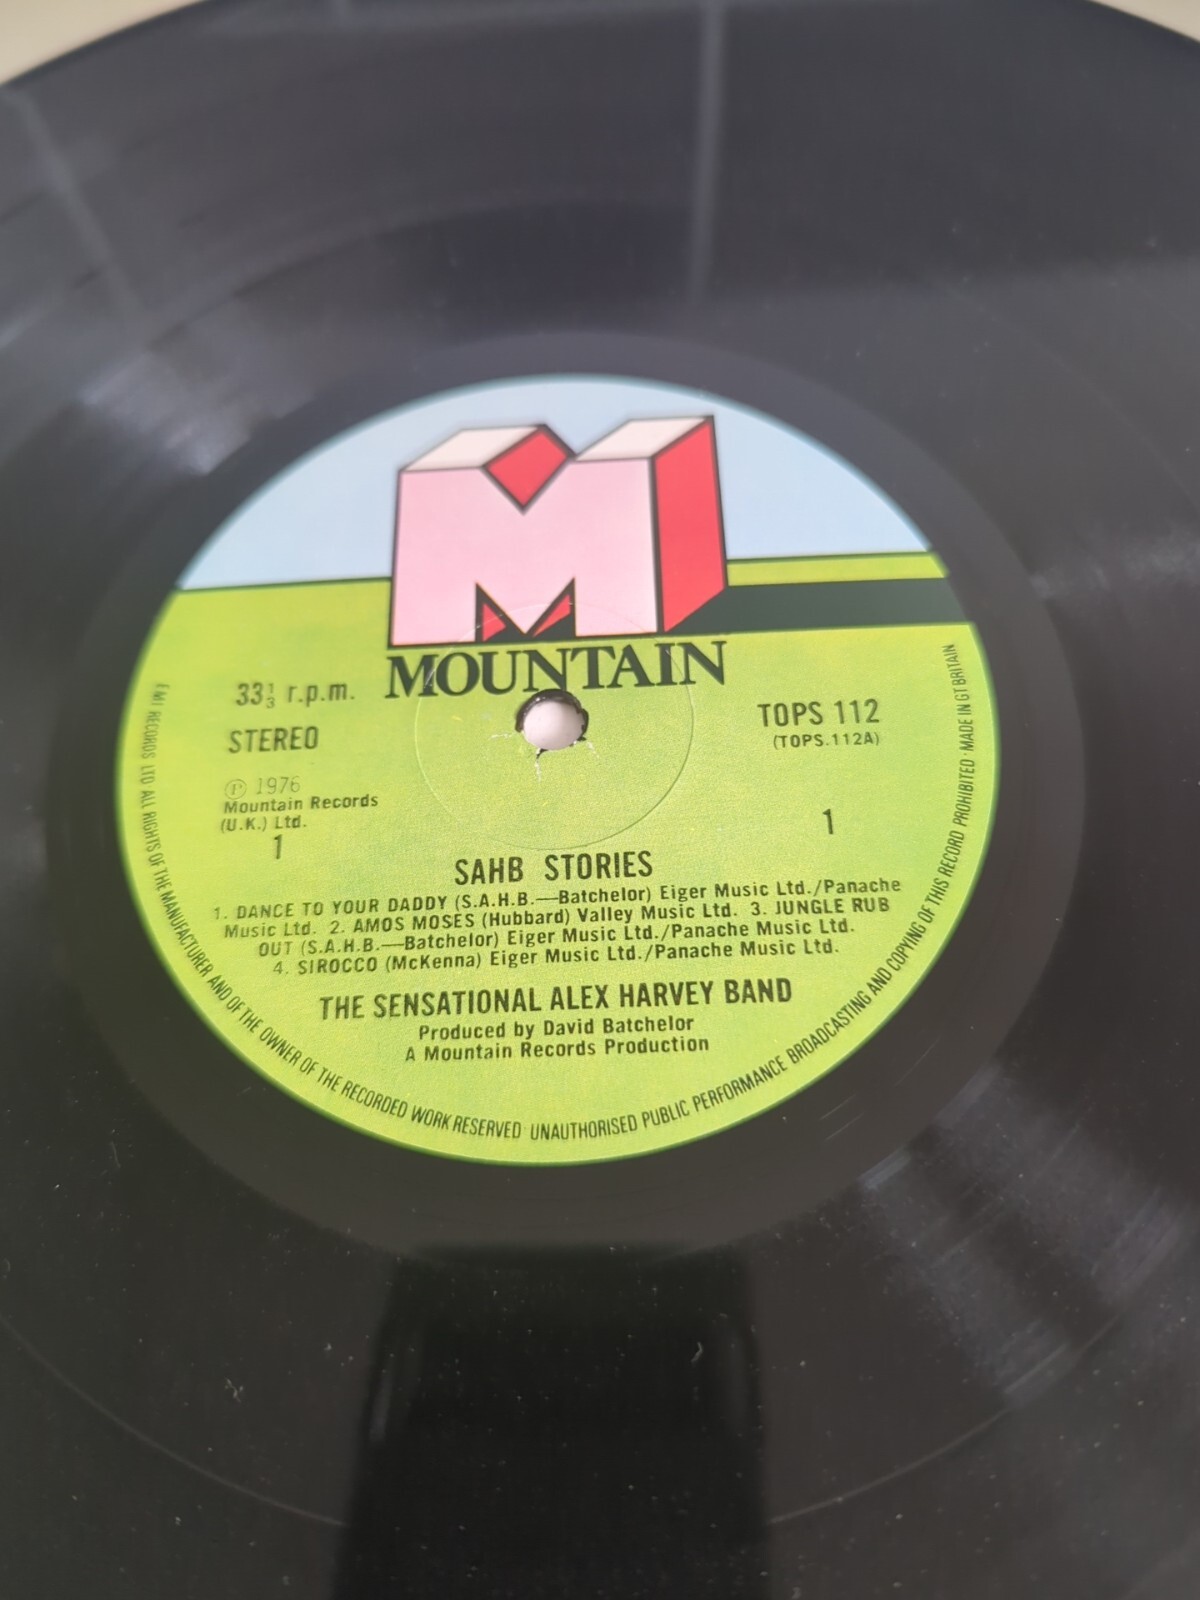 M
MOUNTAIN
33⅓ r.p.m.
STEREO
TOPS 112
(TOPS.112A)
℗ 1976
Mountain Records
(U.K.) Ltd.
1
1
SAHB STORIES
1. DANCE TO YOUR DADDY (S.A.H.B.—Batchelor) Eiger Music Ltd./Panache
Music Ltd. 2. AMOS MOSES (Hubbard) Valley Music Ltd. 3. JUNGLE RUB
OUT (S.A.H.B.—Batchelor) Eiger Music Ltd./Panache Music Ltd.
4. SIROCCO (McKenna) Eiger Music Ltd./Panache Music Ltd.
THE SENSATIONAL ALEX HARVEY BAND
Produced by David Batchelor
A Mountain Records Production
EMI RECORDS LTD ALL RIGHTS OF THE MANUFACTURER AND OF THE OWNER OF THE RECORDED WORK RESERVED · UNAUTHORISED PUBLIC PERFORMANCE BROADCASTING AND COPYING OF THIS RECORD PROHIBITED · MADE IN GT BRITAIN